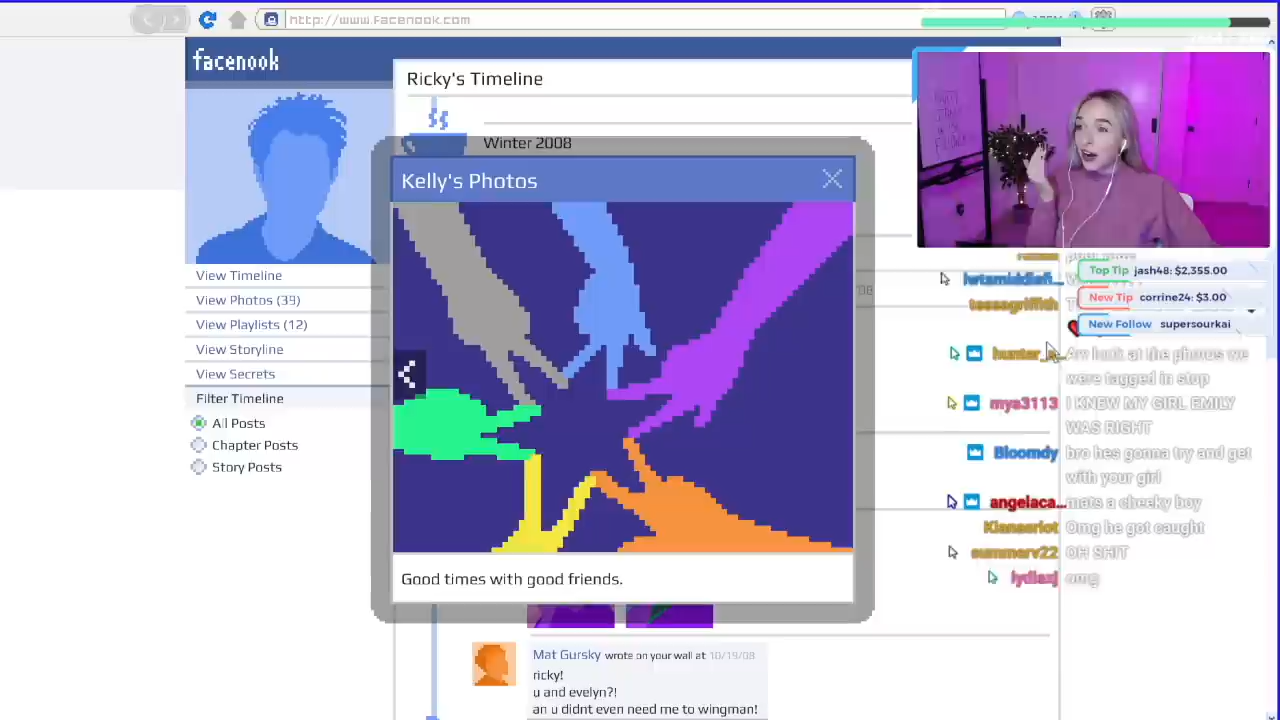 http://www.facenook.com
facenook
Ricky's Timeline
Winter 2008
Kelly's Photos
View Timeline
View Photos (39)
View Playlists (12)
View Storyline
View Secrets
Filter Timeline
All Posts
Chapter Posts
Story Posts
Good times with good friends.
Mat Gursky wrote on your wall at 10/19/08
ricky!
u and evelyn?!
an u didnt even need me to wingman!
Top Tip jash48: $2,355.00
New Tip corrine24: $3.00
New Follow supersourkai
tessagriffith
look at the photos we
were tagged in stop
mya3113 I KNEW MY GIRL EMILY
WAS RIGHT
Bloomdy bro hes gonna try and get
with your girl
angelaca... mats a cheeky boy
Omg he got caught
summerv22 OH SHIT
lydiaxj omg